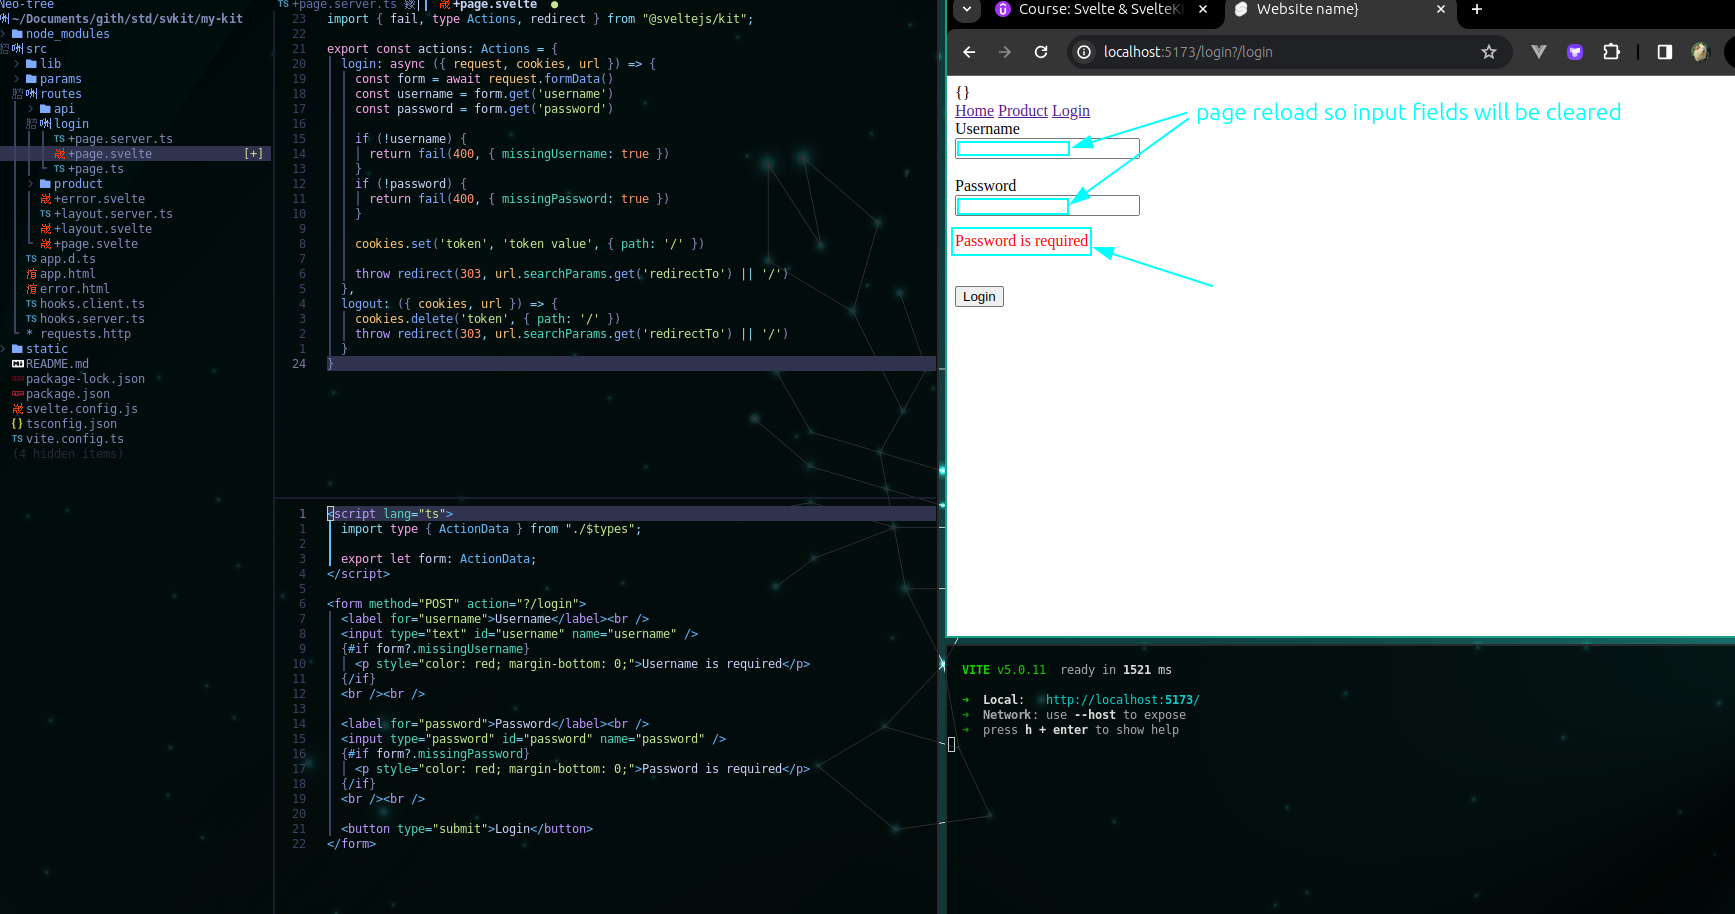 Neo-tree
~/Documents/gith/std/svkit/my-kit
node_modules
src
lib
params
routes
api
login
TS +page.server.ts
+page.svelte [+]
TS +page.ts
product
+error.svelte
TS +layout.server.ts
+layout.svelte
+page.svelte
TS app.d.ts
app.html
error.html
TS hooks.client.ts
TS hooks.server.ts
* requests.http
static
README.md
package-lock.json
package.json
svelte.config.js
{} tsconfig.json
TS vite.config.ts
(4 hidden items)
TS +page.server.ts +page.svelte
23 import { fail, type Actions, redirect } from "@sveltejs/kit";
22
21 export const actions: Actions = {
20 login: async ({ request, cookies, url }) => {
19 const form = await request.formData()
18 const username = form.get('username')
17 const password = form.get('password')
16
15 if (!username) {
14 return fail(400, { missingUsername: true })
13 }
12 if (!password) {
11 return fail(400, { missingPassword: true })
10 }
9
8 cookies.set('token', 'token value', { path: '/' })
7
6 throw redirect(303, url.searchParams.get('redirectTo') || '/')
5 },
4 logout: ({ cookies, url }) => {
3 cookies.delete('token', { path: '/' })
2 throw redirect(303, url.searchParams.get('redirectTo') || '/')
1 }
24 }
1 <script lang="ts">
1 import type { ActionData } from "./$types";
2
3 export let form: ActionData;
4 </script>
5
6 <form method="POST" action="?/login">
7 <label for="username">Username</label><br />
8 <input type="text" id="username" name="username" />
9 {#if form?.missingUsername}
10 <p style="color: red; margin-bottom: 0;">Username is required</p>
11 {/if}
12 <br /><br />
13
14 <label for="password">Password</label><br />
15 <input type="password" id="password" name="password" />
16 {#if form?.missingPassword}
17 <p style="color: red; margin-bottom: 0;">Password is required</p>
18 {/if}
19 <br /><br />
20
21 <button type="submit">Login</button>
22 </form>
Course: Svelte & SvelteKi
Website name}
localhost:5173/login?/login
{}
Home Product Login
page reload so input fields will be cleared
Username
Password
Password is required
Login
VITE v5.0.11 ready in 1521 ms
➜ Local: http://localhost:5173/
➜ Network: use --host to expose
➜ press h + enter to show help